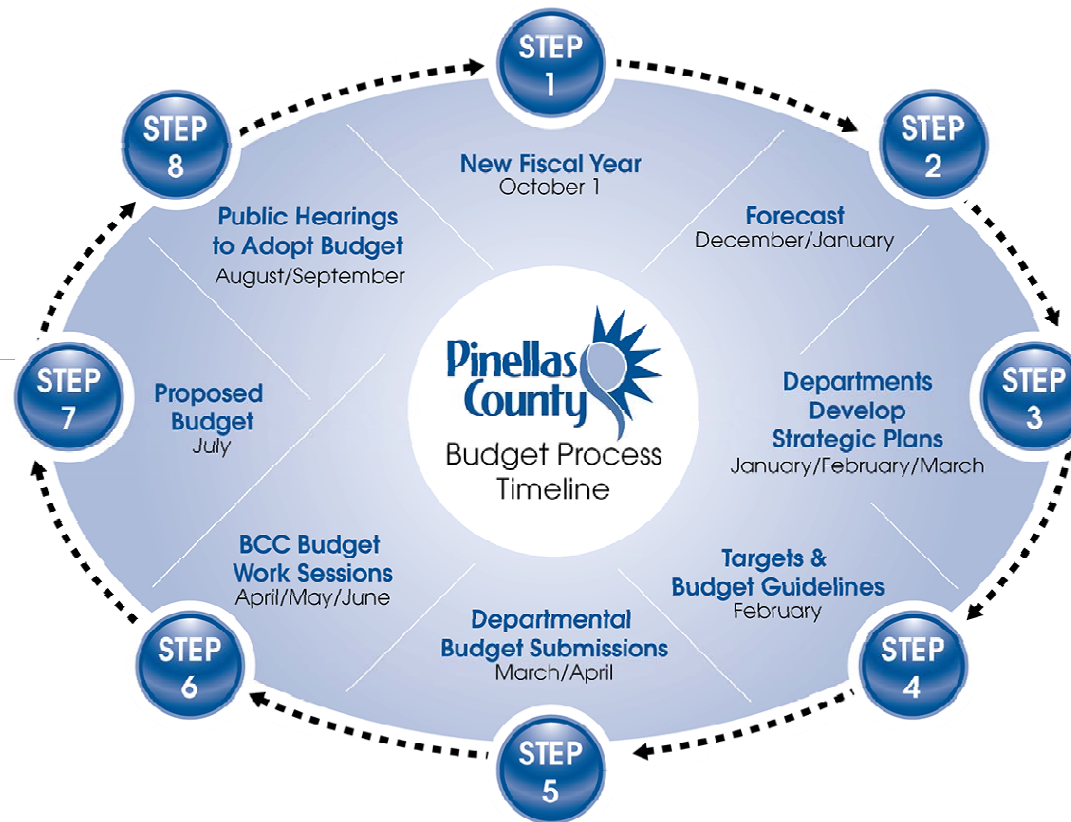 STEP
1
New Fiscal Year
October 1
STEP
2
Forecast
December/January
STEP
3
Departments
Develop
Strategic Plans
January/February/March
STEP
4
Targets &
Budget Guidelines
February
STEP
5
Departmental
Budget Submissions
March/April
STEP
6
BCC Budget
Work Sessions
April/May/June
STEP
7
Proposed
Budget
July
STEP
8
Public Hearings
to Adopt Budget
August/September
Pinellas
County
Budget Process
Timeline